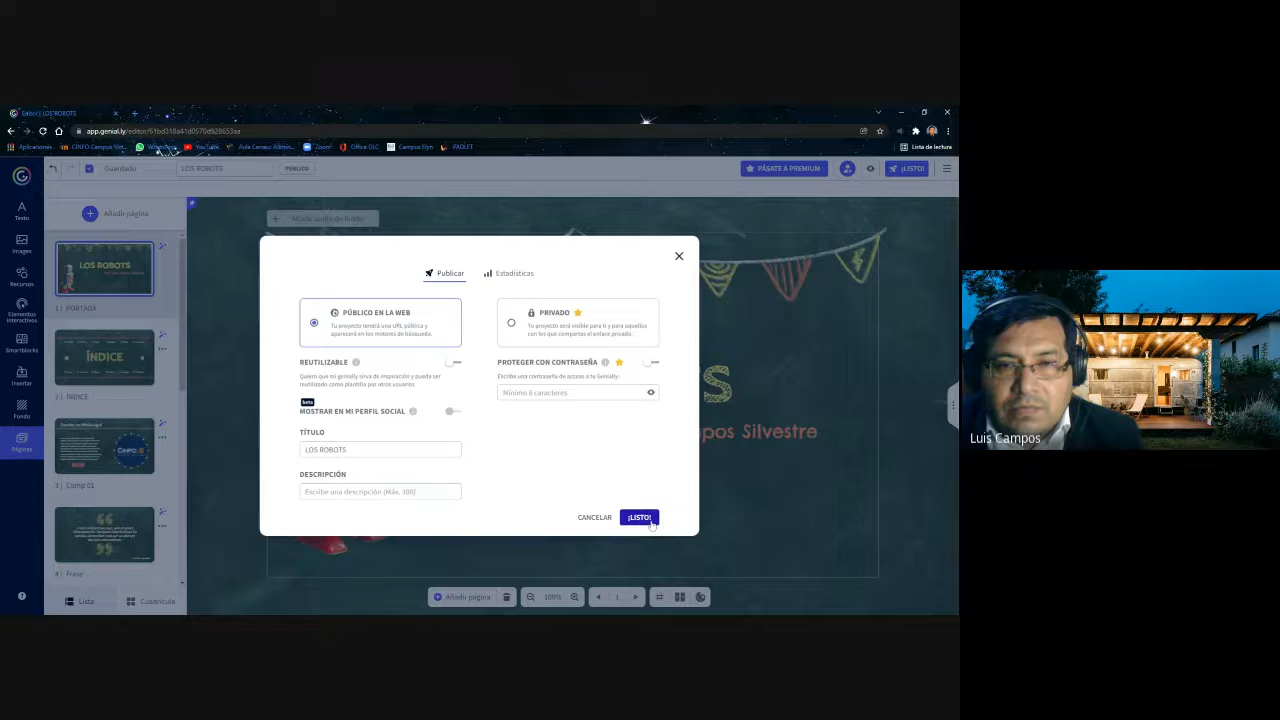 Editor | LOS ROBOTS
app.genial.ly/editor/61bd318a41d0570d928653aa
Aplicaciones
CINFO Campus Virt...
WhatsApp
YouTube
Aula Censeu: Admin...
Zoom
Office DLC
Campus Elyn
PADLET
Lista de lectura
Guardado
LOS ROBOTS
PÚBLICO
PÁSATE A PREMIUM
¡LISTO!
Texto
Images
Recursos
Elementos interactivos
Smartblocks
Insertar
Fondo
Páginas
Añadir página
LOS ROBOTS
1 | PORTADA
ÍNDICE
2 | INDICE
3 | Comp 01
4 | Frase
Lista
Cuadrícula
Añade audio de fondo
S
pos Silvestre
Publicar
Estadísticas
PÚBLICO EN LA WEB
Tu proyecto tendrá una URL pública y
aparecerá en los motores de búsqueda.
PRIVADO
Tu proyecto será visible para ti y para aquellos
con los que compartas el enlace privado.
REUTILIZABLE
Quiero que mi genially sirva de inspiración y pueda ser
reutilizado como plantilla por otros usuarios
PROTEGER CON CONTRASEÑA
Escribe una contraseña de acceso a tu Genially:
Mínimo 6 caracteres
beta
MOSTRAR EN MI PERFIL SOCIAL
TÍTULO
LOS ROBOTS
DESCRIPCIÓN
Escribe una descripción (Máx. 300)
CANCELAR
¡LISTO!
Añadir página
100%
1
Luis Campos